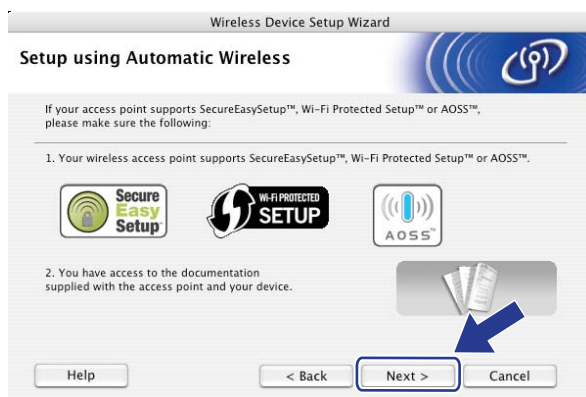 Wireless Device Setup Wizard
Setup using Automatic Wireless
If your access point supports SecureEasySetup™, Wi-Fi Protected Setup™ or AOSS™,
please make sure the following:
1. Your wireless access point supports SecureEasySetup™, Wi-Fi Protected Setup™ or AOSS™.
Secure
Easy
Setup
WI-FI PROTECTED
SETUP
AOSS™
2. You have access to the documentation
supplied with the access point and your device.
Help
< Back
Next >
Cancel